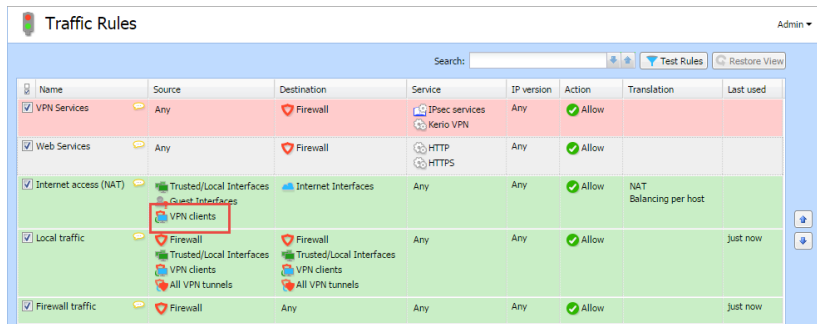 Traffic Rules
Admin
Search:
Test Rules
Restore View
Name Source Destination Service IP version Action Translation Last used
VPN Services Any Firewall IPsec services Any Allow
Kerio VPN
Web Services Any Firewall HTTP Any Allow
HTTPS
Internet access (NAT) Trusted/Local Interfaces Internet Interfaces Any Any Allow NAT
Guest Interfaces Balancing per host
VPN clients
Local traffic Firewall Firewall Any Any Allow just now
Trusted/Local Interfaces Trusted/Local Interfaces
VPN clients VPN clients
All VPN tunnels All VPN tunnels
Firewall traffic Firewall Any Any Any Allow just now